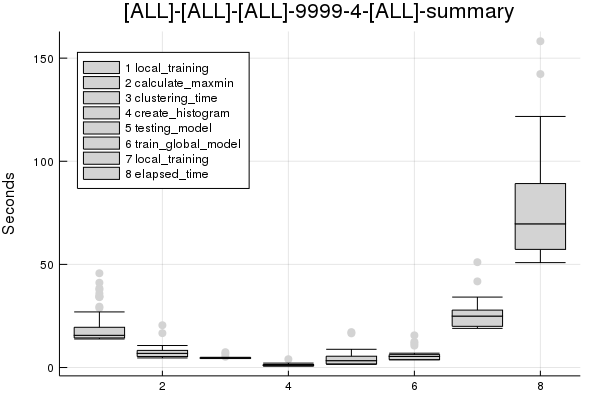 [ALL]-[ALL]-[ALL]-9999-4-[ALL]-summary
Seconds
150
100
50
0
1 local_training
2 calculate_maxmin
3 clustering_time
4 create_histogram
5 testing_model
6 train_global_model
7 local_training
8 elapsed_time
2 4 6 8